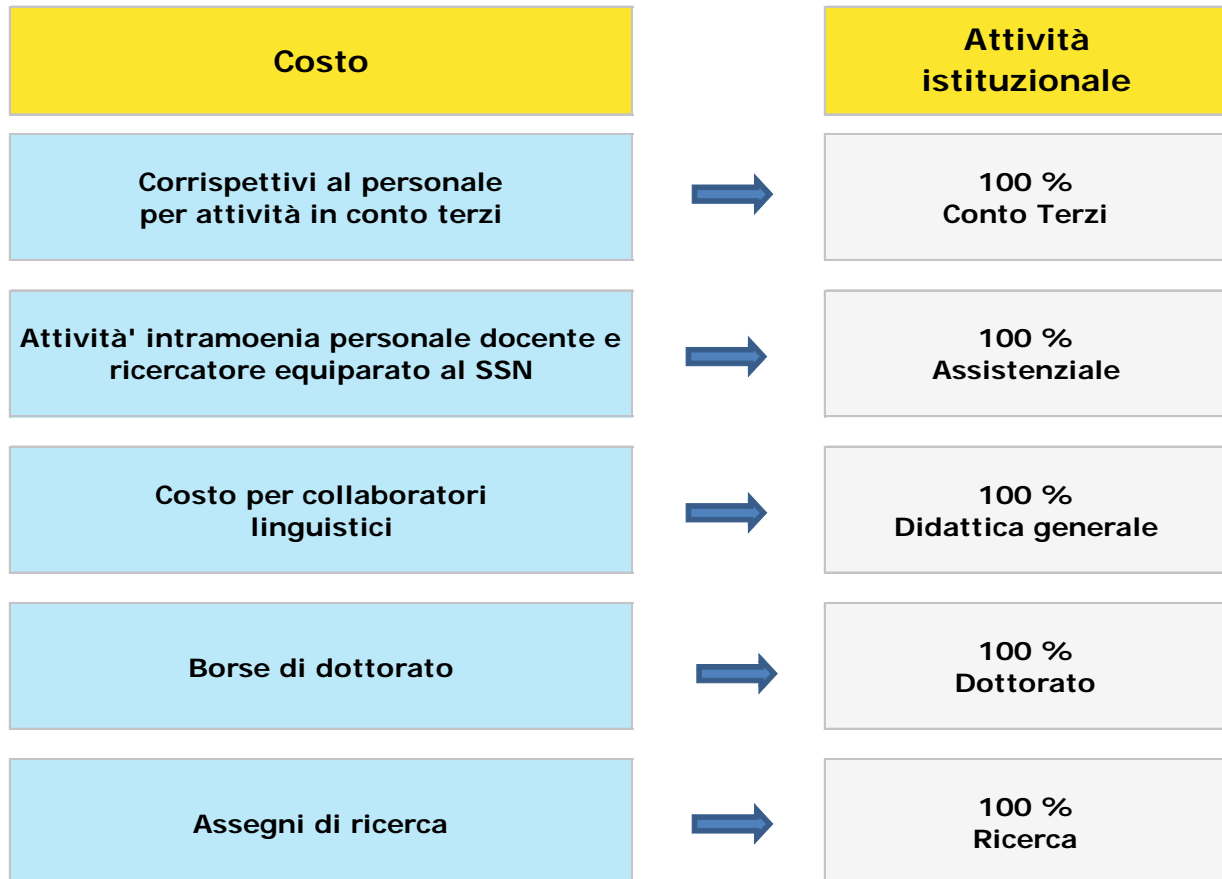 Costo
Attività
istituzionale
Corrispettivi al personale
per attività in conto terzi
100 %
Conto Terzi
Attività' intramoenia personale docente e
ricercatore equiparato al SSN
100 %
Assistenziale
Costo per collaboratori
linguistici
100 %
Didattica generale
Borse di dottorato
100 %
Dottorato
Assegni di ricerca
100 %
Ricerca